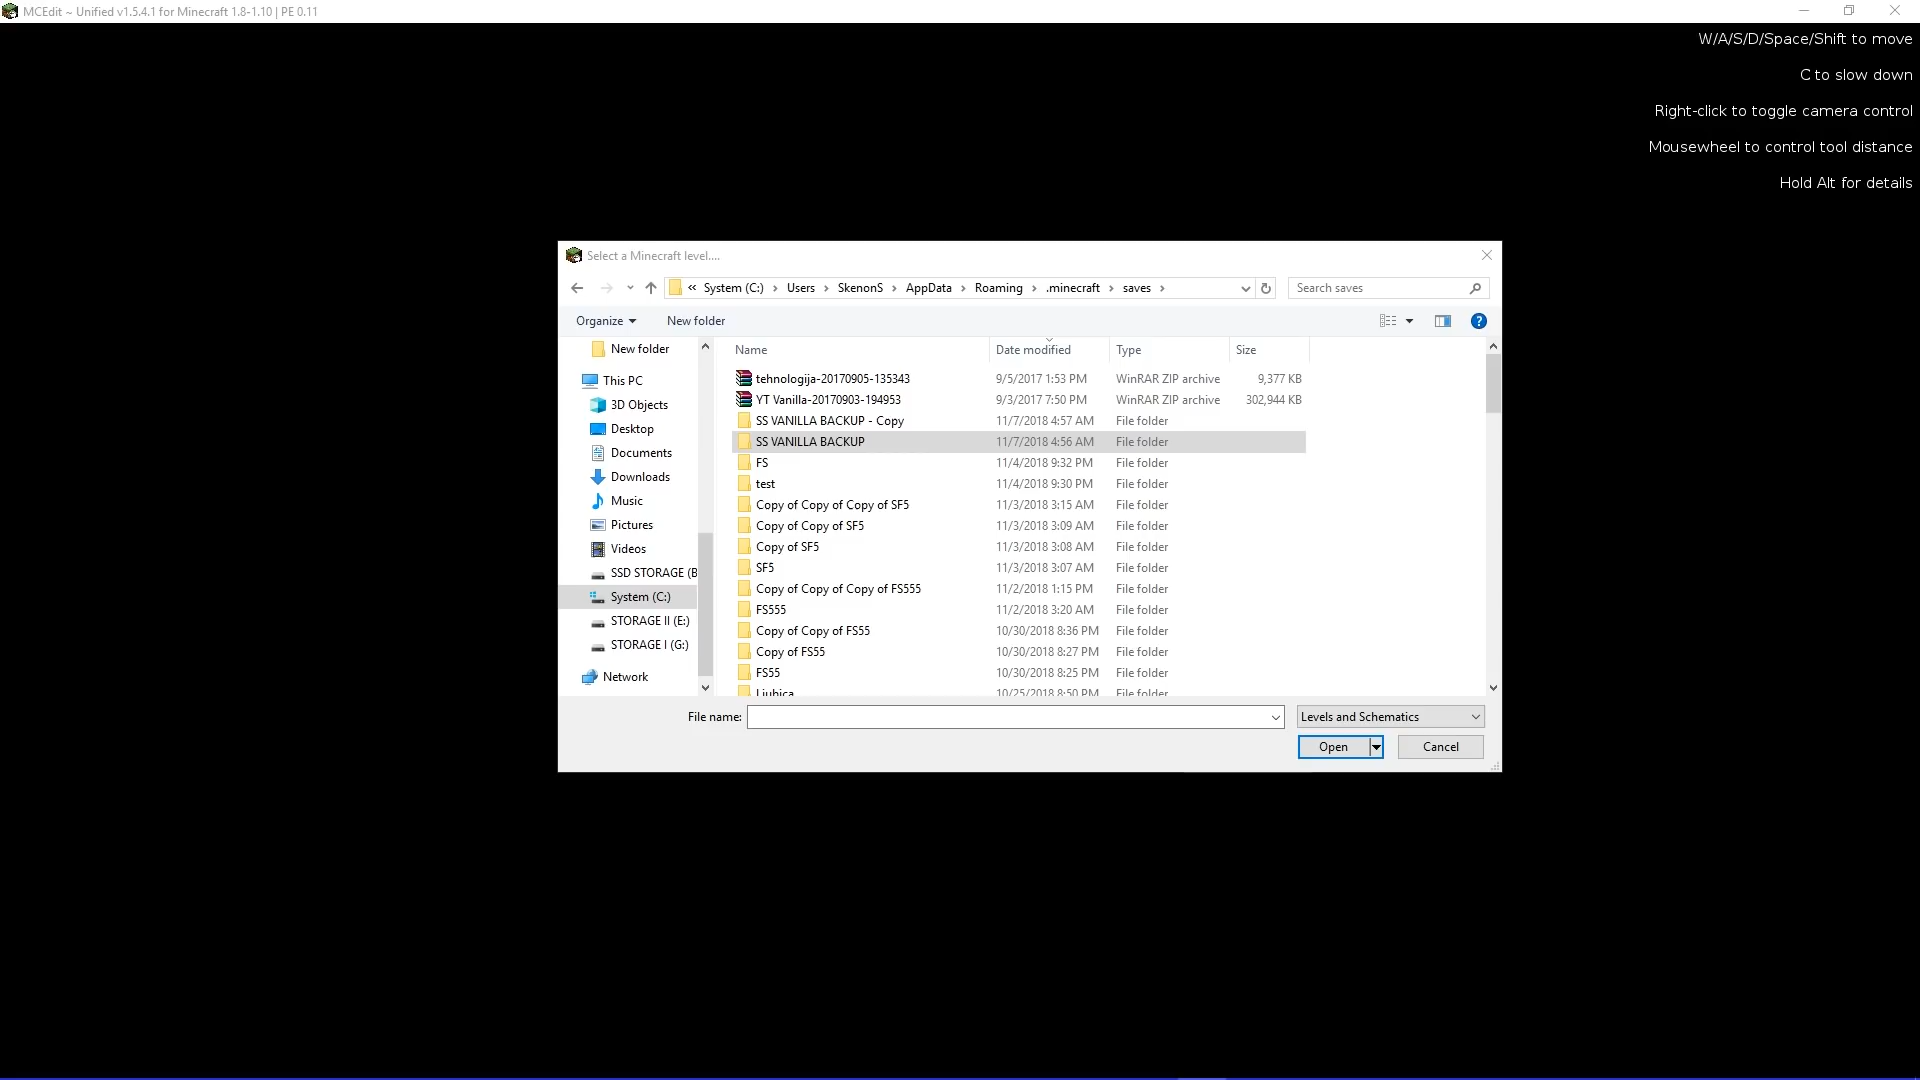 MCEdit ~ Unified v1.5.4.1 for Minecraft 1.8-1.10 | PE 0.11
W/A/S/D/Space/Shift to move
C to slow down
Right-click to toggle camera control
Mousewheel to control tool distance
Hold Alt for details
Select a Minecraft level....
« System (C:) › Users › SkenonS › AppData › Roaming › .minecraft › saves ›
Search saves
Organize
New folder
New folder
This PC
3D Objects
Desktop
Documents
Downloads
Music
Pictures
Videos
SSD STORAGE (B
System (C:)
STORAGE II (E:)
STORAGE I (G:)
Network
Name Date modified Type Size
tehnologija-20170905-135343 9/5/2017 1:53 PM WinRAR ZIP archive 9,377 KB
YT Vanilla-20170903-194953 9/3/2017 7:50 PM WinRAR ZIP archive 302,944 KB
SS VANILLA BACKUP - Copy 11/7/2018 4:57 AM File folder
SS VANILLA BACKUP 11/7/2018 4:56 AM File folder
FS 11/4/2018 9:32 PM File folder
test 11/4/2018 9:30 PM File folder
Copy of Copy of Copy of SF5 11/3/2018 3:15 AM File folder
Copy of Copy of SF5 11/3/2018 3:09 AM File folder
Copy of SF5 11/3/2018 3:08 AM File folder
SF5 11/3/2018 3:07 AM File folder
Copy of Copy of Copy of FS555 11/2/2018 1:15 PM File folder
FS555 11/2/2018 3:20 AM File folder
Copy of Copy of FS55 10/30/2018 8:36 PM File folder
Copy of FS55 10/30/2018 8:27 PM File folder
FS55 10/30/2018 8:25 PM File folder
Ljubica 10/25/2018 8:50 PM File folder
File name:
Levels and Schematics
Open
Cancel